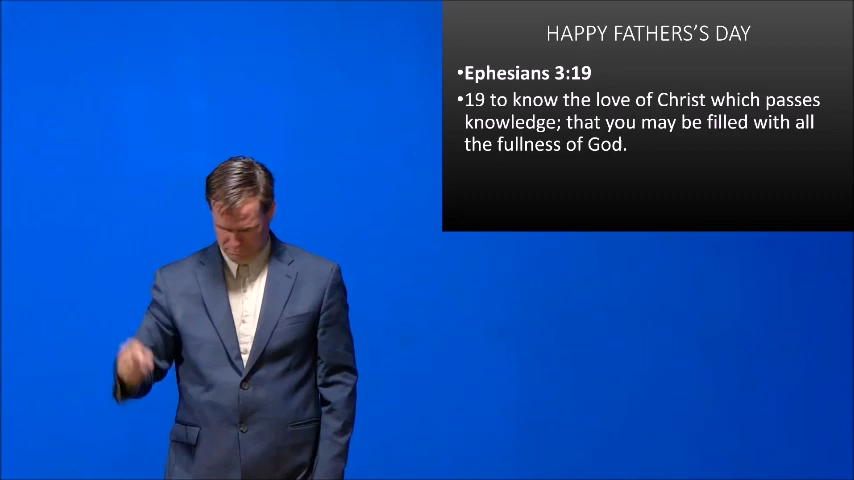 HAPPY FATHERS'S DAY
•Ephesians 3:19
•19 to know the love of Christ which passes
knowledge; that you may be filled with all
the fullness of God.